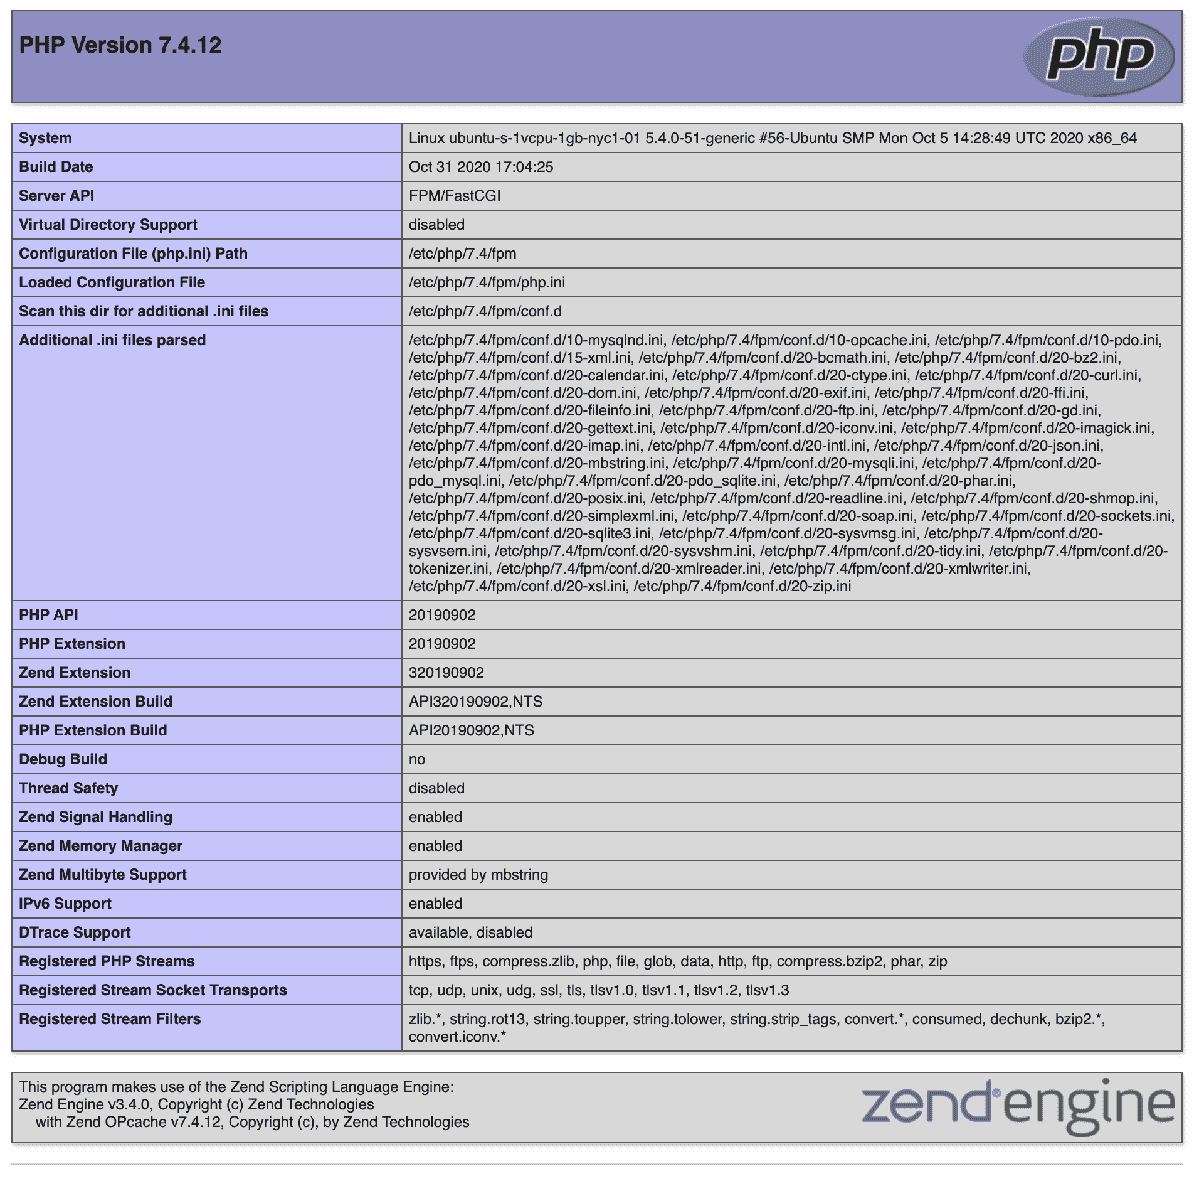 PHP Version 7.4.12
php
System Linux ubuntu-s-1vcpu-1gb-nyc1-01 5.4.0-51-generic #56-Ubuntu SMP Mon Oct 5 14:28:49 UTC 2020 x86_64
Build Date Oct 31 2020 17:04:25
Server API FPM/FastCGI
Virtual Directory Support disabled
Configuration File (php.ini) Path /etc/php/7.4/fpm
Loaded Configuration File /etc/php/7.4/fpm/php.ini
Scan this dir for additional .ini files /etc/php/7.4/fpm/conf.d
Additional .ini files parsed /etc/php/7.4/fpm/conf.d/10-mysqlnd.ini, /etc/php/7.4/fpm/conf.d/10-opcache.ini, /etc/php/7.4/fpm/conf.d/10-pdo.ini,
/etc/php/7.4/fpm/conf.d/15-xml.ini, /etc/php/7.4/fpm/conf.d/20-bcmath.ini, /etc/php/7.4/fpm/conf.d/20-bz2.ini,
/etc/php/7.4/fpm/conf.d/20-calendar.ini, /etc/php/7.4/fpm/conf.d/20-ctype.ini, /etc/php/7.4/fpm/conf.d/20-curl.ini,
/etc/php/7.4/fpm/conf.d/20-dom.ini, /etc/php/7.4/fpm/conf.d/20-exif.ini, /etc/php/7.4/fpm/conf.d/20-ffi.ini,
/etc/php/7.4/fpm/conf.d/20-fileinfo.ini, /etc/php/7.4/fpm/conf.d/20-ftp.ini, /etc/php/7.4/fpm/conf.d/20-gd.ini,
/etc/php/7.4/fpm/conf.d/20-gettext.ini, /etc/php/7.4/fpm/conf.d/20-iconv.ini, /etc/php/7.4/fpm/conf.d/20-imagick.ini,
/etc/php/7.4/fpm/conf.d/20-imap.ini, /etc/php/7.4/fpm/conf.d/20-intl.ini, /etc/php/7.4/fpm/conf.d/20-json.ini,
/etc/php/7.4/fpm/conf.d/20-mbstring.ini, /etc/php/7.4/fpm/conf.d/20-mysqli.ini, /etc/php/7.4/fpm/conf.d/20-
pdo_mysql.ini, /etc/php/7.4/fpm/conf.d/20-pdo_sqlite.ini, /etc/php/7.4/fpm/conf.d/20-phar.ini,
/etc/php/7.4/fpm/conf.d/20-posix.ini, /etc/php/7.4/fpm/conf.d/20-readline.ini, /etc/php/7.4/fpm/conf.d/20-shmop.ini,
/etc/php/7.4/fpm/conf.d/20-simplexml.ini, /etc/php/7.4/fpm/conf.d/20-soap.ini, /etc/php/7.4/fpm/conf.d/20-sockets.ini,
/etc/php/7.4/fpm/conf.d/20-sqlite3.ini, /etc/php/7.4/fpm/conf.d/20-sysvmsg.ini, /etc/php/7.4/fpm/conf.d/20-
sysvsem.ini, /etc/php/7.4/fpm/conf.d/20-sysvshm.ini, /etc/php/7.4/fpm/conf.d/20-tidy.ini, /etc/php/7.4/fpm/conf.d/20-
tokenizer.ini, /etc/php/7.4/fpm/conf.d/20-xmlreader.ini, /etc/php/7.4/fpm/conf.d/20-xmlwriter.ini,
/etc/php/7.4/fpm/conf.d/20-xsl.ini, /etc/php/7.4/fpm/conf.d/20-zip.ini
PHP API 20190902
PHP Extension 20190902
Zend Extension 320190902
Zend Extension Build API320190902,NTS
PHP Extension Build API20190902,NTS
Debug Build no
Thread Safety disabled
Zend Signal Handling enabled
Zend Memory Manager enabled
Zend Multibyte Support provided by mbstring
IPv6 Support enabled
DTrace Support available, disabled
Registered PHP Streams https, ftps, compress.zlib, php, file, glob, data, http, ftp, compress.bzip2, phar, zip
Registered Stream Socket Transports tcp, udp, unix, udg, ssl, tls, tlsv1.0, tlsv1.1, tlsv1.2, tlsv1.3
Registered Stream Filters zlib.*, string.rot13, string.toupper, string.tolower, string.strip_tags, convert.*, consumed, dechunk, bzip2.*,
convert.iconv.*
This program makes use of the Zend Scripting Language Engine:
Zend Engine v3.4.0, Copyright (c) Zend Technologies
with Zend OPcache v7.4.12, Copyright (c), by Zend Technologies
zend® engine